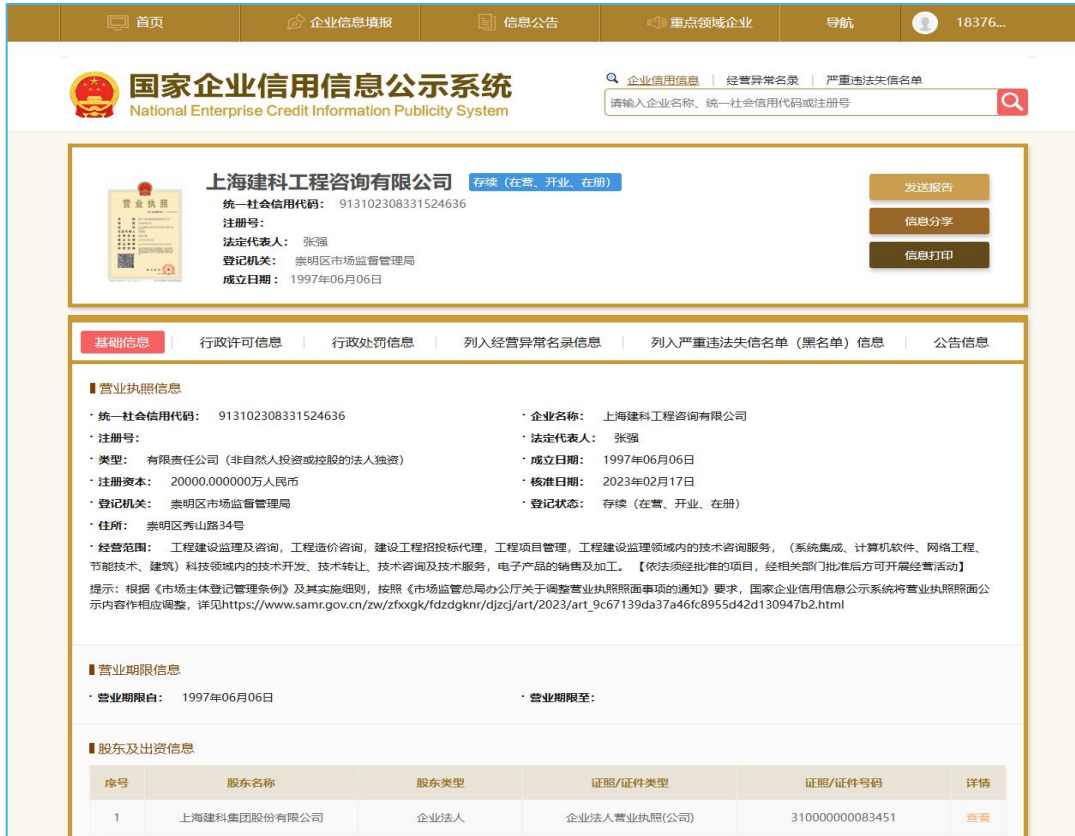 首页 企业信息填报 信息公告 重点领域企业 导航 18376...
国家企业信用信息公示系统
National Enterprise Credit Information Publicity System
企业信用信息 | 经营异常名录 | 严重违法失信名单
请输入企业名称、统一社会信用代码或注册号
营业执照
上海建科工程咨询有限公司 存续（在营、开业、在册）
统一社会信用代码： 913102308331524636
注册号：
法定代表人： 张强
登记机关： 崇明区市场监督管理局
成立日期： 1997年06月06日
发送报告
信息分享
信息打印
基础信息 | 行政许可信息 | 行政处罚信息 | 列入经营异常名录信息 | 列入严重违法失信名单（黑名单）信息 | 公告信息
营业执照信息
· 统一社会信用代码： 913102308331524636 · 企业名称： 上海建科工程咨询有限公司
· 注册号： · 法定代表人： 张强
· 类型： 有限责任公司（非自然人投资或控股的法人独资） · 成立日期： 1997年06月06日
· 注册资本： 20000.000000万人民币 · 核准日期： 2023年02月17日
· 登记机关： 崇明区市场监督管理局 · 登记状态： 存续（在营、开业、在册）
· 住所： 崇明区秀山路34号
· 经营范围： 工程建设监理及咨询，工程造价咨询，建设工程招投标代理，工程项目管理，工程建设监理领域内的技术咨询服务，（系统集成、计算机软件、网络工程、
节能技术、建筑）科技领域内的技术开发、技术转让、技术咨询及技术服务，电子产品的销售及加工。【依法须经批准的项目，经相关部门批准后方可开展经营活动】
提示：根据《市场主体登记管理条例》及其实施细则，按照《市场监管总局办公厅关于调整营业执照照面事项的通知》要求，国家企业信用信息公示系统将营业执照照面公
示内容作相应调整，详见https://www.samr.gov.cn/zw/zfxxgk/fdzdgknr/djzcj/art/2023/art_9c67139da37a46fc8955d42d130947b2.html
营业期限信息
· 营业期限自： 1997年06月06日 · 营业期限至：
股东及出资信息
序号 股东名称 股东类型 证照/证件类型 证照/证件号码 详情
1 上海建科集团股份有限公司 企业法人 企业法人营业执照(公司) 310000000083451 查看